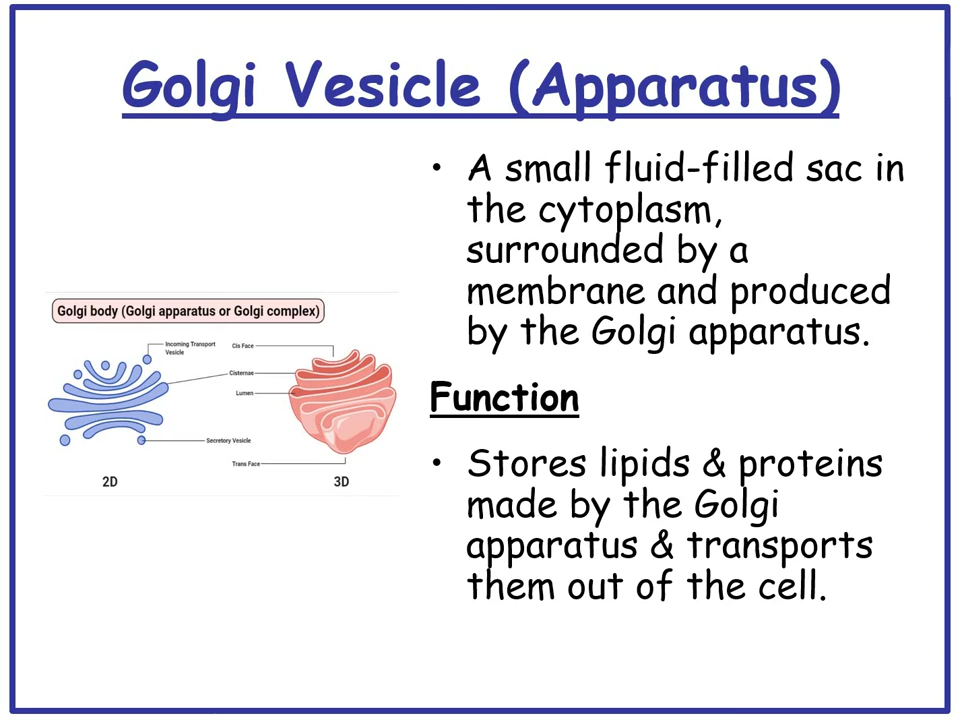 Golgi Vesicle (Apparatus)
• A small fluid-filled sac in
the cytoplasm,
surrounded by a
membrane and produced
by the Golgi apparatus.
Function
• Stores lipids & proteins
made by the Golgi
apparatus & transports
them out of the cell.
Golgi body (Golgi apparatus or Golgi complex)
Incoming Transport
Vesicle
Cis Face
Cisternae
Lumen
Secretory Vesicle
Trans Face
2D
3D